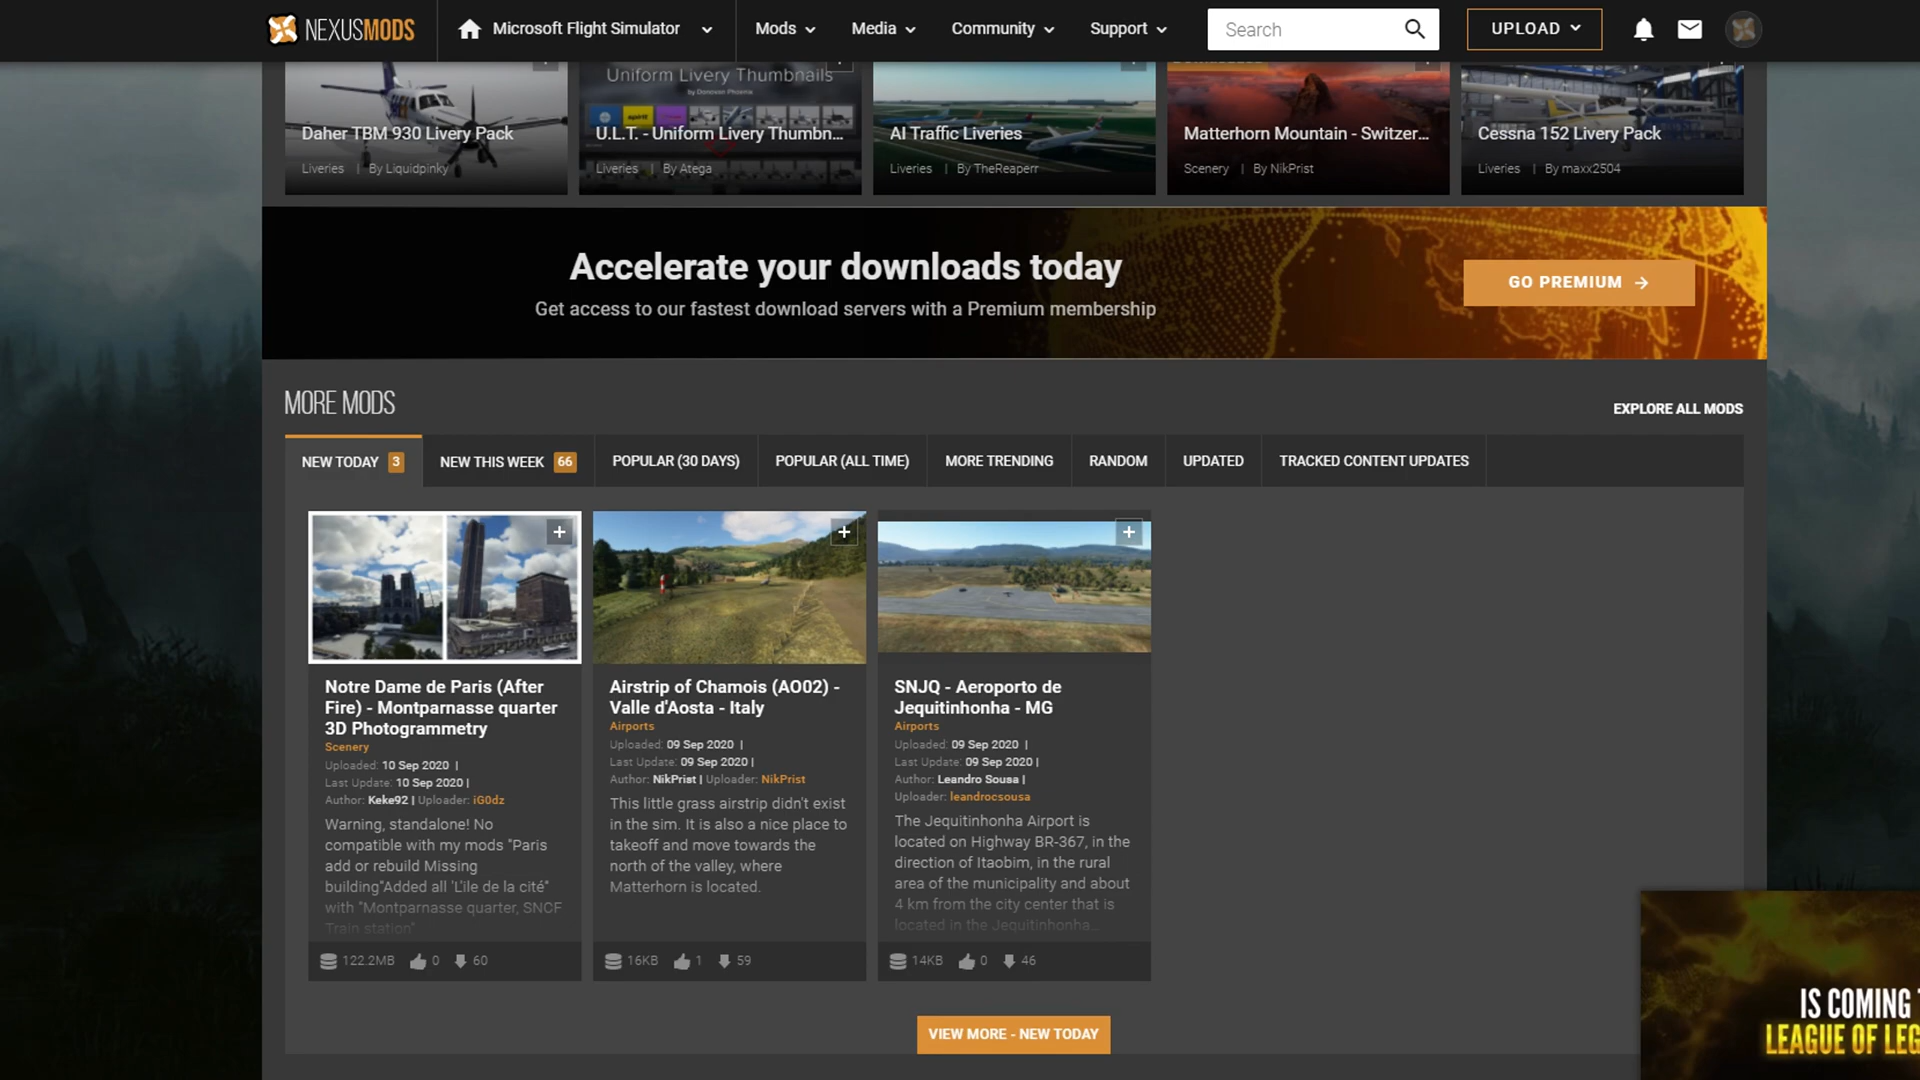 NEXUSMODS
Microsoft Flight Simulator
Mods
Media
Community
Support
Search
UPLOAD
Daher TBM 930 Livery Pack
Liveries | By Liquidpinky
Uniform Livery Thumbnails
by Donovan Phoenix
spirit
U.L.T. - Uniform Livery Thumbn...
Liveries | By Atega
AI Traffic Liveries
Liveries | By TheReaperr
Matterhorn Mountain - Switzer...
Scenery | By NikPrist
Cessna 152 Livery Pack
Liveries | By maxx2504
Accelerate your downloads today
Get access to our fastest download servers with a Premium membership
GO PREMIUM
MORE MODS
EXPLORE ALL MODS
NEW TODAY 3
NEW THIS WEEK 66
POPULAR (30 DAYS)
POPULAR (ALL TIME)
MORE TRENDING
RANDOM
UPDATED
TRACKED CONTENT UPDATES
Notre Dame de Paris (After
Fire) - Montparnasse quarter
3D Photogrammetry
Scenery
Uploaded: 10 Sep 2020 |
Last Update: 10 Sep 2020 |
Author: Keke92 | Uploader: iG0dz
Warning, standalone! No
compatible with my mods "Paris
add or rebuild Missing
building"Added all 'L'ile de la cité"
with "Montparnasse quarter, SNCF
Train station"
122.2MB 0 60
Airstrip of Chamois (AO02) -
Valle d'Aosta - Italy
Airports
Uploaded: 09 Sep 2020 |
Last Update: 09 Sep 2020 |
Author: NikPrist | Uploader: NikPrist
This little grass airstrip didn't exist
in the sim. It is also a nice place to
takeoff and move towards the
north of the valley, where
Matterhorn is located.
16KB 1 59
SNJQ - Aeroporto de
Jequitinhonha - MG
Airports
Uploaded: 09 Sep 2020 |
Last Update: 09 Sep 2020 |
Author: Leandro Sousa |
Uploader: leandrocsousa
The Jequitinhonha Airport is
located on Highway BR-367, in the
direction of Itaobim, in the rural
area of the municipality and about
4 km from the city center that is
located in the Jequitinhonha...
14KB 0 46
VIEW MORE - NEW TODAY
IS COMING T
LEAGUE OF LEG